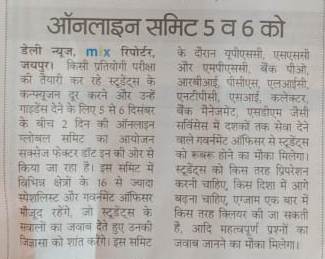 ऑनलाइन समिट 5 व 6 को
डेली न्यूज, mix रिपोर्टर,
जयपुर। किसी प्रतियोगी परीक्षा
की तैयारी कर रहे स्टूडेंट्स के
कन्फ्यूजन दूर करने और उन्हें
गाइडेंस देने के लिए 5 से 6 दिसंबर
के बीच 2 दिन की ऑनलाइन
ग्लोबल समिट का आयोजन
सक्सेज फेक्टर डॉट इन की ओर से
किया जा रहा है। इस समिट में
विभिन्न क्षेत्रों के 16 से ज्यादा
स्पेशलिस्ट और गवर्नमेंट ऑफिसर
मौजूद रहेंगे, जो स्टूडेंट्स के
सवालों का जवाब देते हुए उनकी
जिज्ञासा को शांत करेंगे। इस समिट
के दौरान यूपीएससी, एसएससी
और एमपीएससी, बैंक पीओ,
आरबीआई, पीसीएस, एलआईसी,
एनटीपीसी, एसआई, कलेक्टर,
बैंक मैनेजमेंट, एसडीएम जैसी
सर्विसेस में दशकों तक सेवा देने
वाले गवर्नमेंट ऑफिसर से स्टूडेंट्स
को रूबरू होने का मौका मिलेगा।
स्टूडेंट्स को किस तरह प्रिपरेशन
करनी चाहिए, किस दिशा में आगे
बढ़ना चाहिए, एग्जाम एक बार में
किस तरह क्लियर की जा सकती
है, आदि महत्वपूर्ण प्रश्नों का
जवाब जानने का मौका मिलेगा।